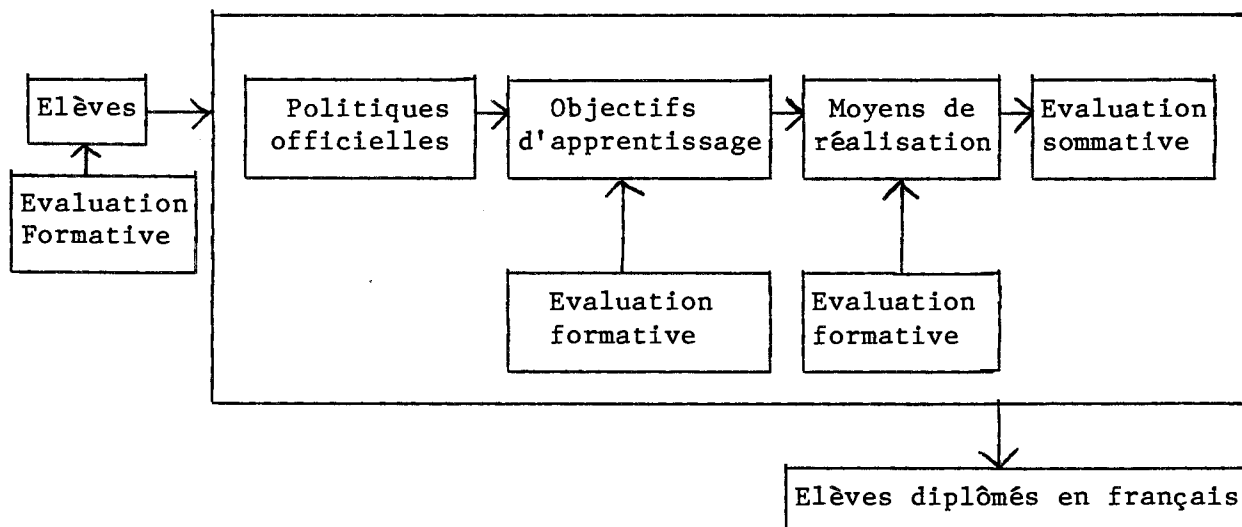 Elèves
Evaluation
Formative
Politiques
officielles
Objectifs
d'apprentissage
Moyens de
réalisation
Evaluation
sommative
Evaluation
formative
Evaluation
formative
Elèves diplômés en français